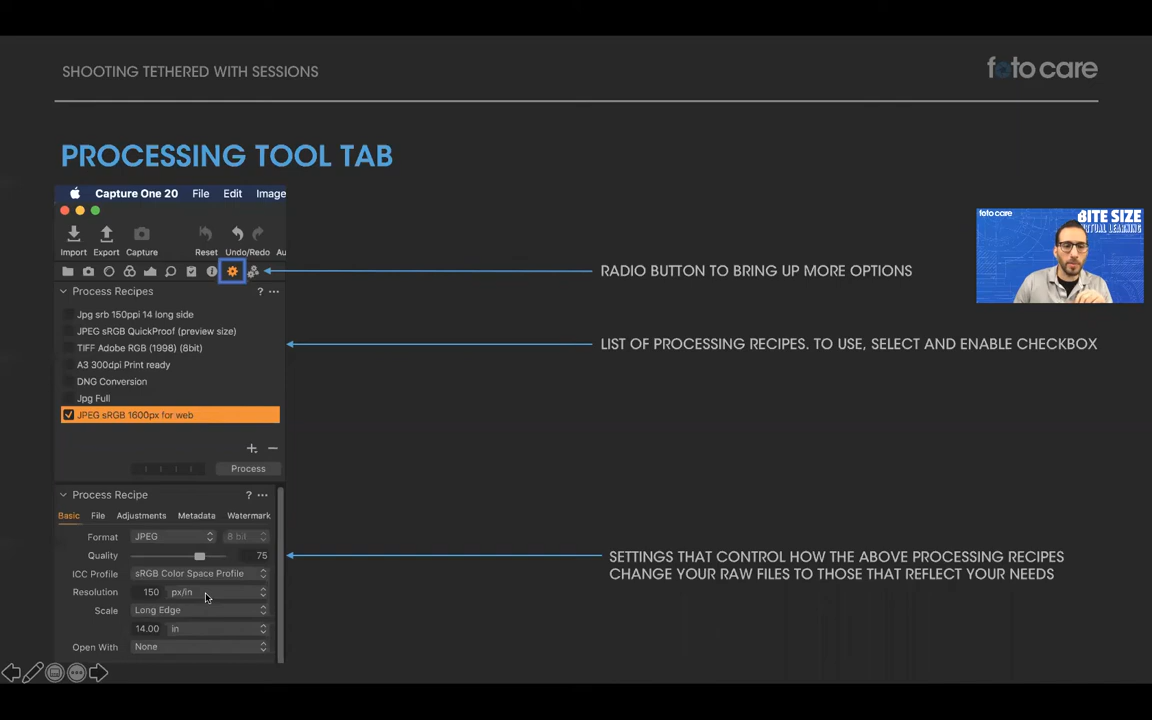 SHOOTING TETHERED WITH SESSIONS
foto care
PROCESSING TOOL TAB
Capture One 20 File Edit Image
Import Export Capture Reset Undo/Redo Au
RADIO BUTTON TO BRING UP MORE OPTIONS
foto care
BITE SIZE
VIRTUAL LEARNING
Process Recipes ? ...
Jpg srb 150ppi 14 long side
JPEG sRGB QuickProof (preview size)
TIFF Adobe RGB (1998) (8bit)
LIST OF PROCESSING RECIPES. TO USE, SELECT AND ENABLE CHECKBOX
A3 300dpi Print ready
DNG Conversion
Jpg Full
JPEG sRGB 1600px for web
+ −
Process
Process Recipe ? ...
Basic File Adjustments Metadata Watermark
Format JPEG 8 bit
Quality 75
SETTINGS THAT CONTROL HOW THE ABOVE PROCESSING RECIPES
CHANGE YOUR RAW FILES TO THOSE THAT REFLECT YOUR NEEDS
ICC Profile sRGB Color Space Profile
Resolution 150 px/in
Scale Long Edge
14.00 in
Open With None